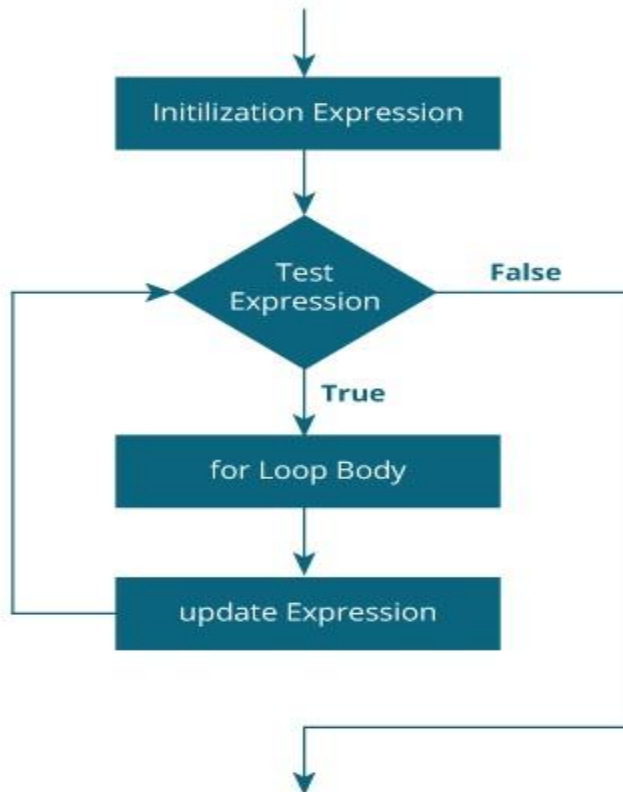 Initilization Expression
Test
Expression
False
True
for Loop Body
update Expression